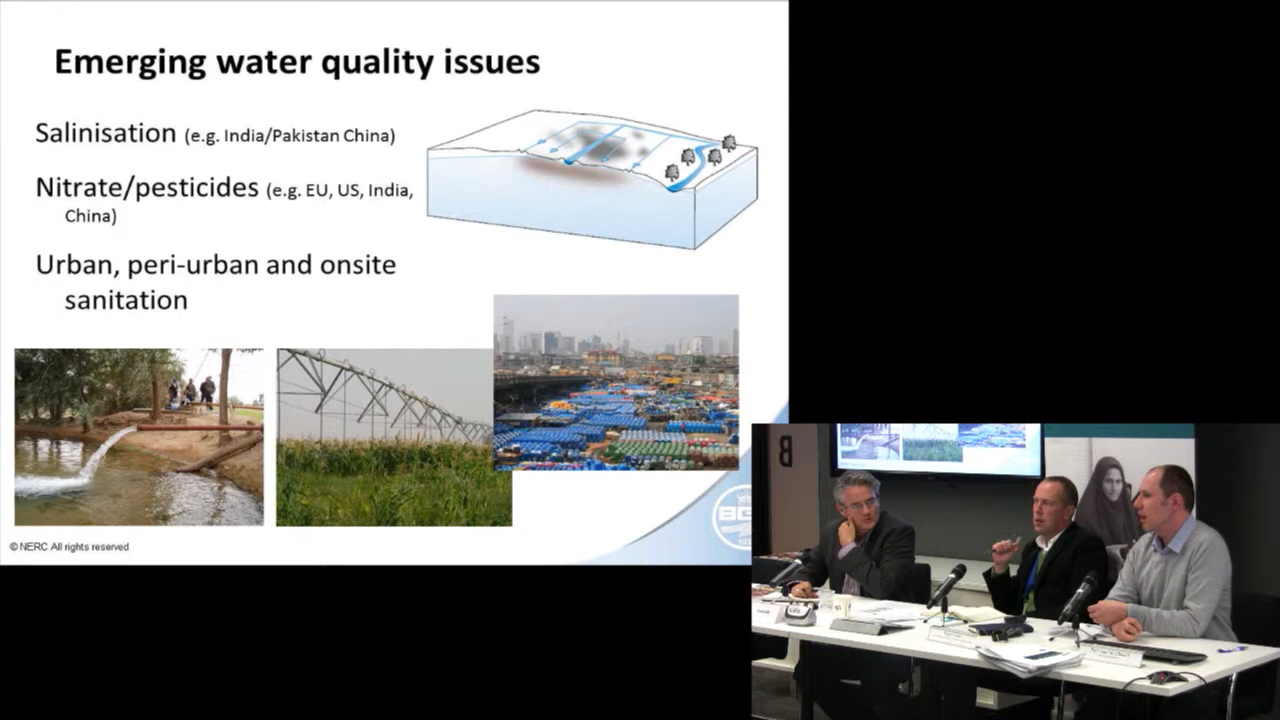 Emerging water quality issues
Salinisation (e.g. India/Pakistan China)
Nitrate/pesticides (e.g. EU, US, India,
China)
Urban, peri-urban and onsite
sanitation
© NERC All rights reserved